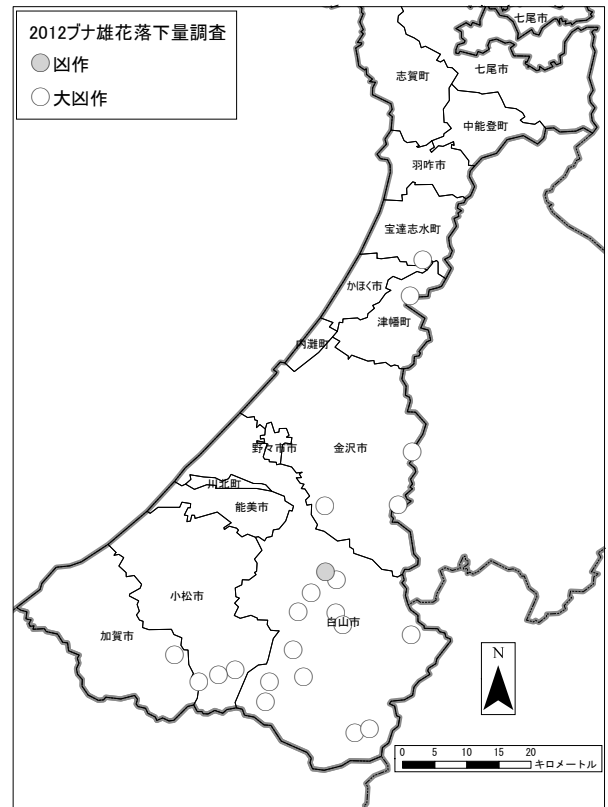 2012ブナ雄花落下量調査
凶作
大凶作
七尾市
七尾市
志賀町
中能登町
羽咋市
宝達志水町
かほく市
津幡町
内灘町
金沢市
野々市市
川北町
能美市
小松市
白山市
加賀市
N
0 5 10 15 20
キロメートル